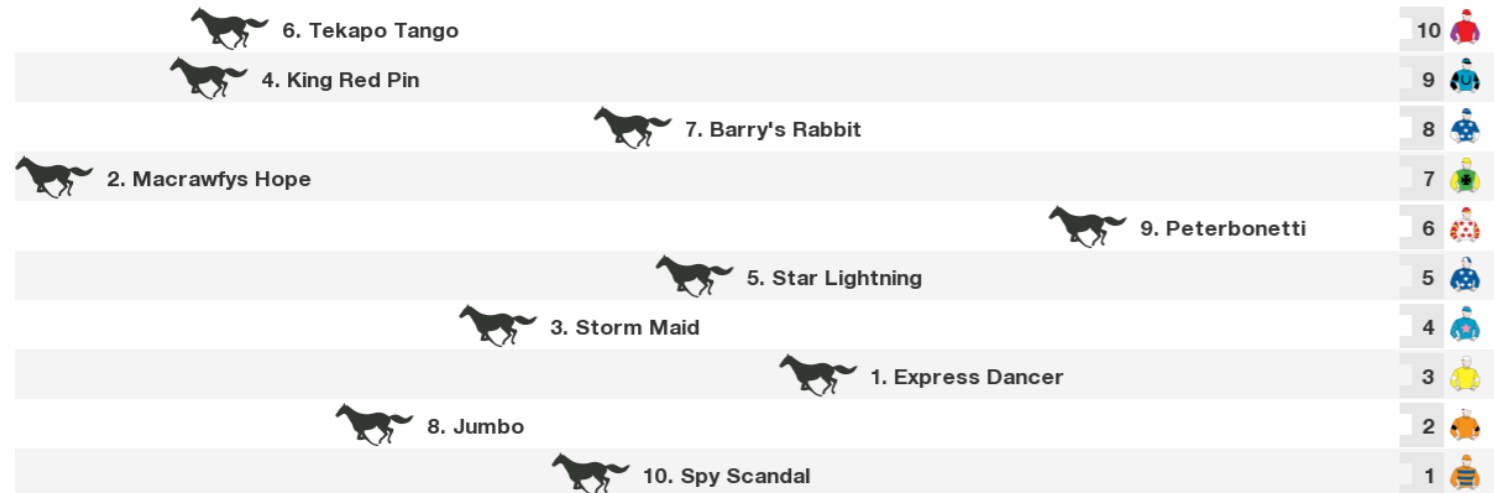 6. Tekapo Tango 10
4. King Red Pin 9
7. Barry's Rabbit 8
2. Macrawfys Hope 7
9. Peterbonetti 6
5. Star Lightning 5
3. Storm Maid 4
1. Express Dancer 3
8. Jumbo 2
10. Spy Scandal 1